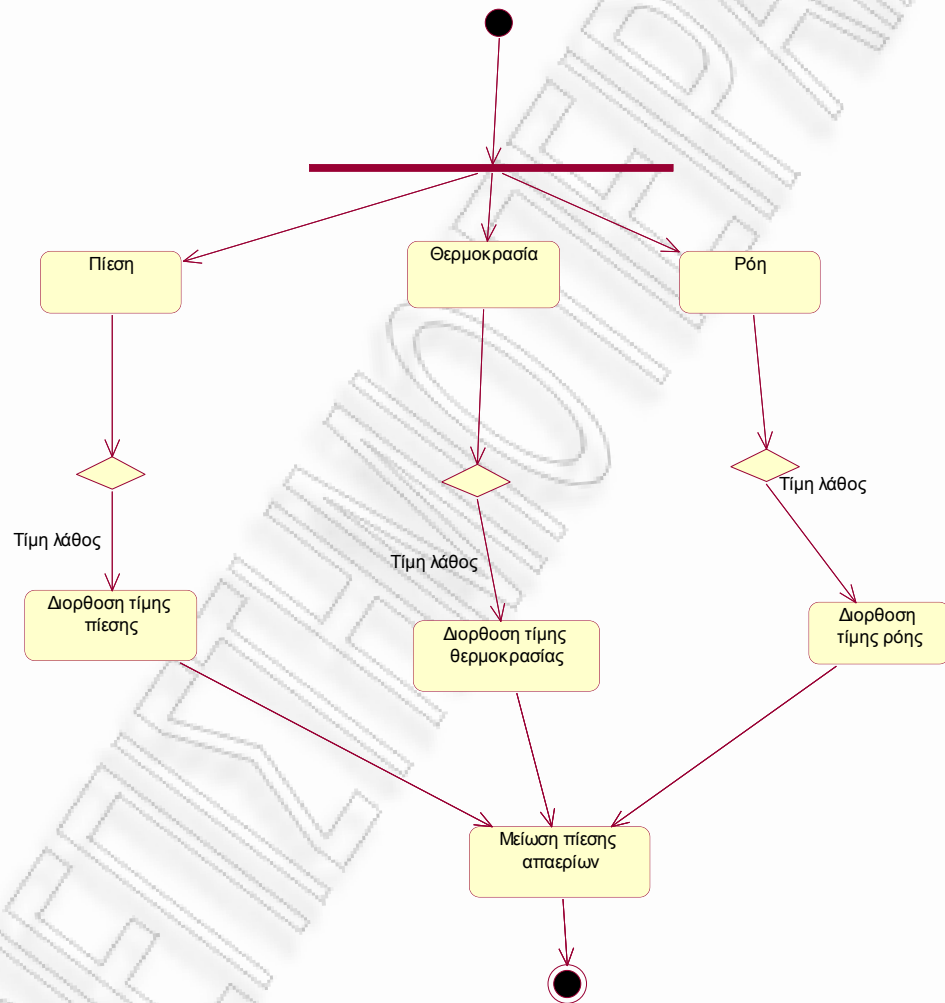 Πίεση
Θερμοκρασία
Ρόη
Τίμη λάθος
Τίμη λάθος
Τίμη λάθος
Διορθοση τίμης
πίεσης
Διορθοση τίμης
θερμοκρασίας
Διορθοση
τίμης ρόης
Μείωση πίεσης
απαερίων